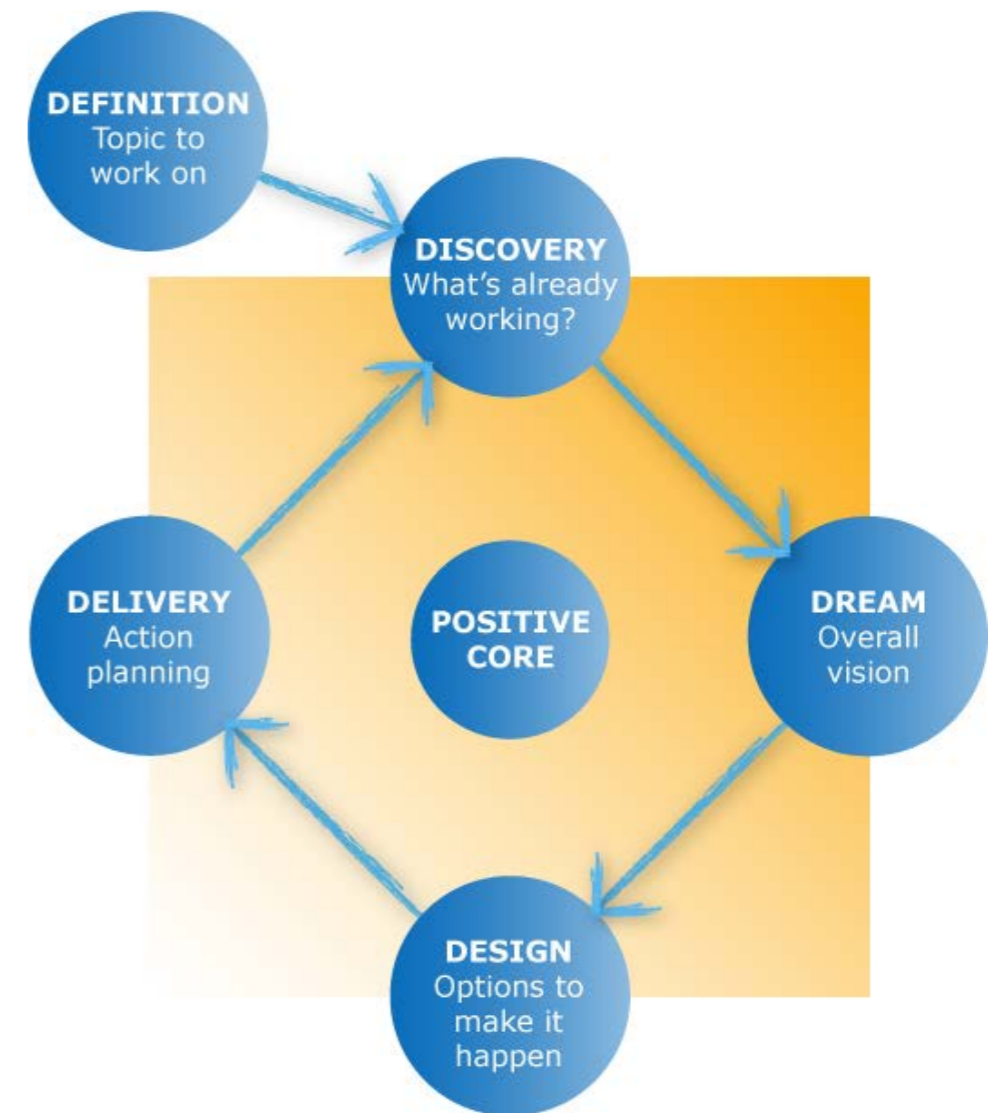 DEFINITION
Topic to
work on
DISCOVERY
What’s already
working?
DELIVERY
Action
planning
POSITIVE
CORE
DREAM
Overall
vision
DESIGN
Options to
make it
happen